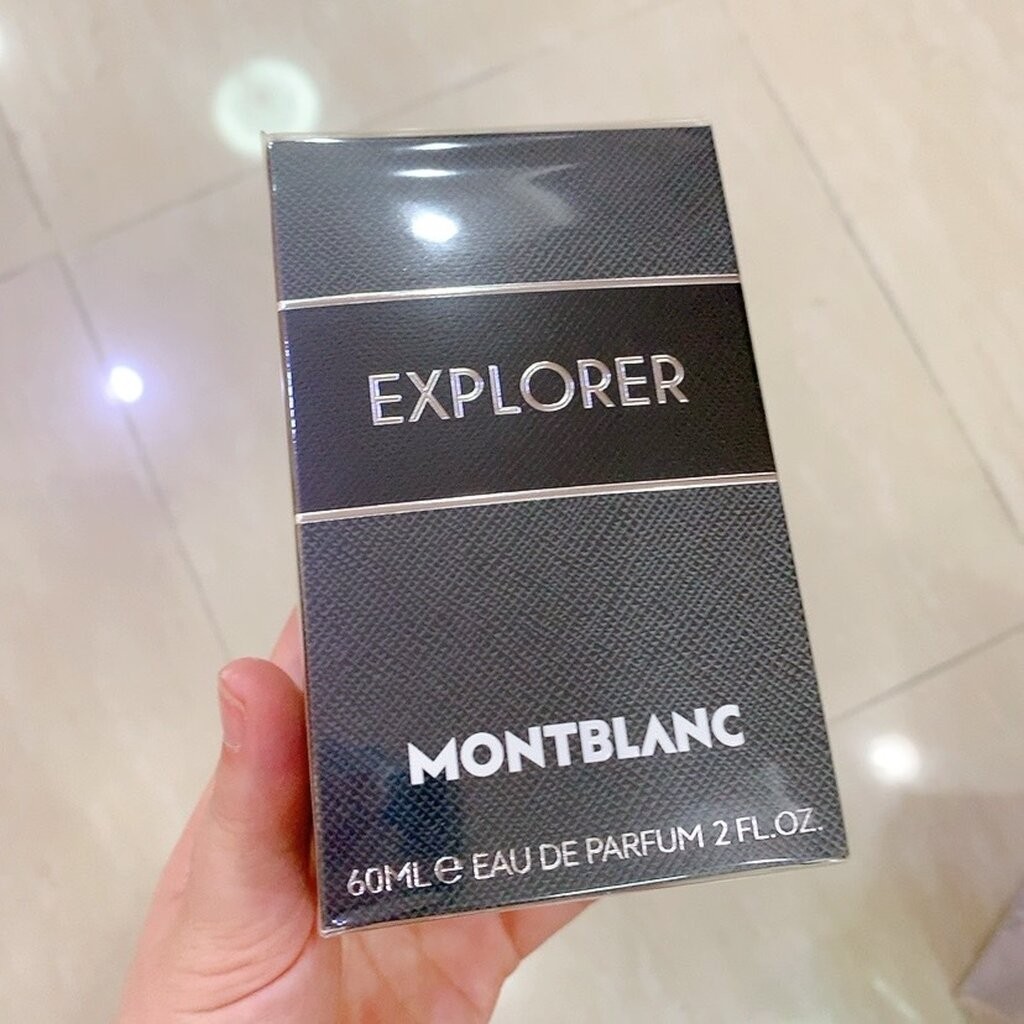 EXPLORER
MONTBLANC
60ML ℮ EAU DE PARFUM 2 FL.OZ.